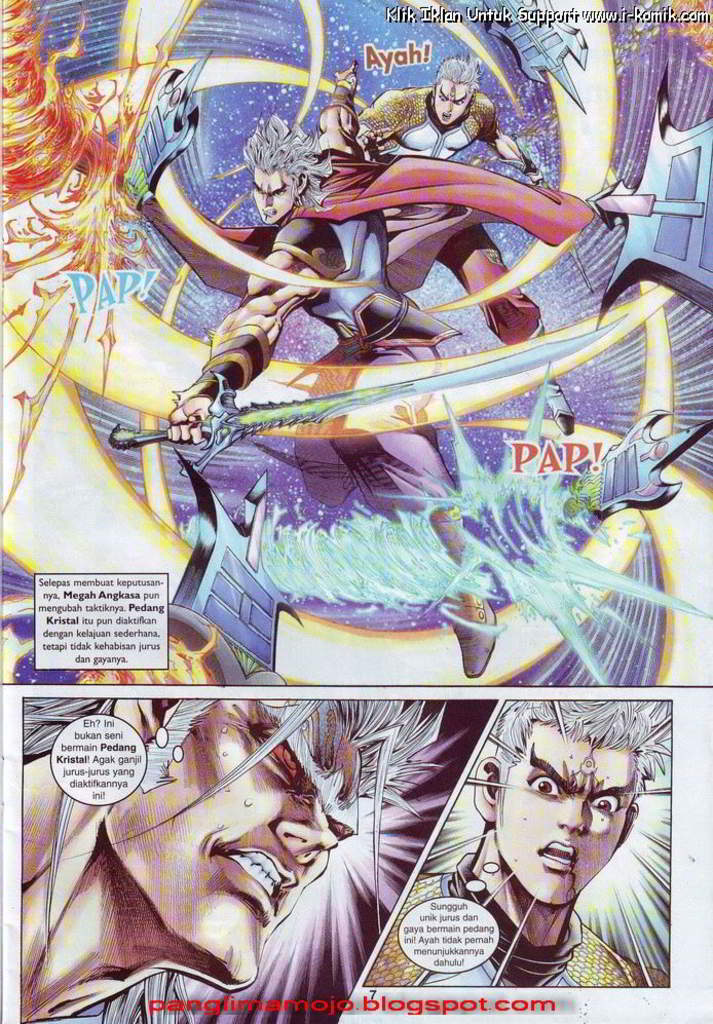 Klik Iklan Untuk Support www.i-komik.com
Ayah!
PAP!
PAP!
Selepas membuat keputusan-
nya, Megah Angkasa pun
mengubah taktiknya. Pedang
Kristal itu pun diaktifkan
dengan kelajuan sederhana,
tetapi tidak kehabisan jurus
dan gayanya.
Eh? Ini
bukan seni
bermain Pedang
Kristal! Agak ganjil
jurus-jurus yang
diaktifkannya
ini!
Sungguh
unik jurus dan
gaya bermain pedang
ini! Ayah tidak pernah
menunjukkannya
dahulu!
7
panglimamojo.blogspot.com